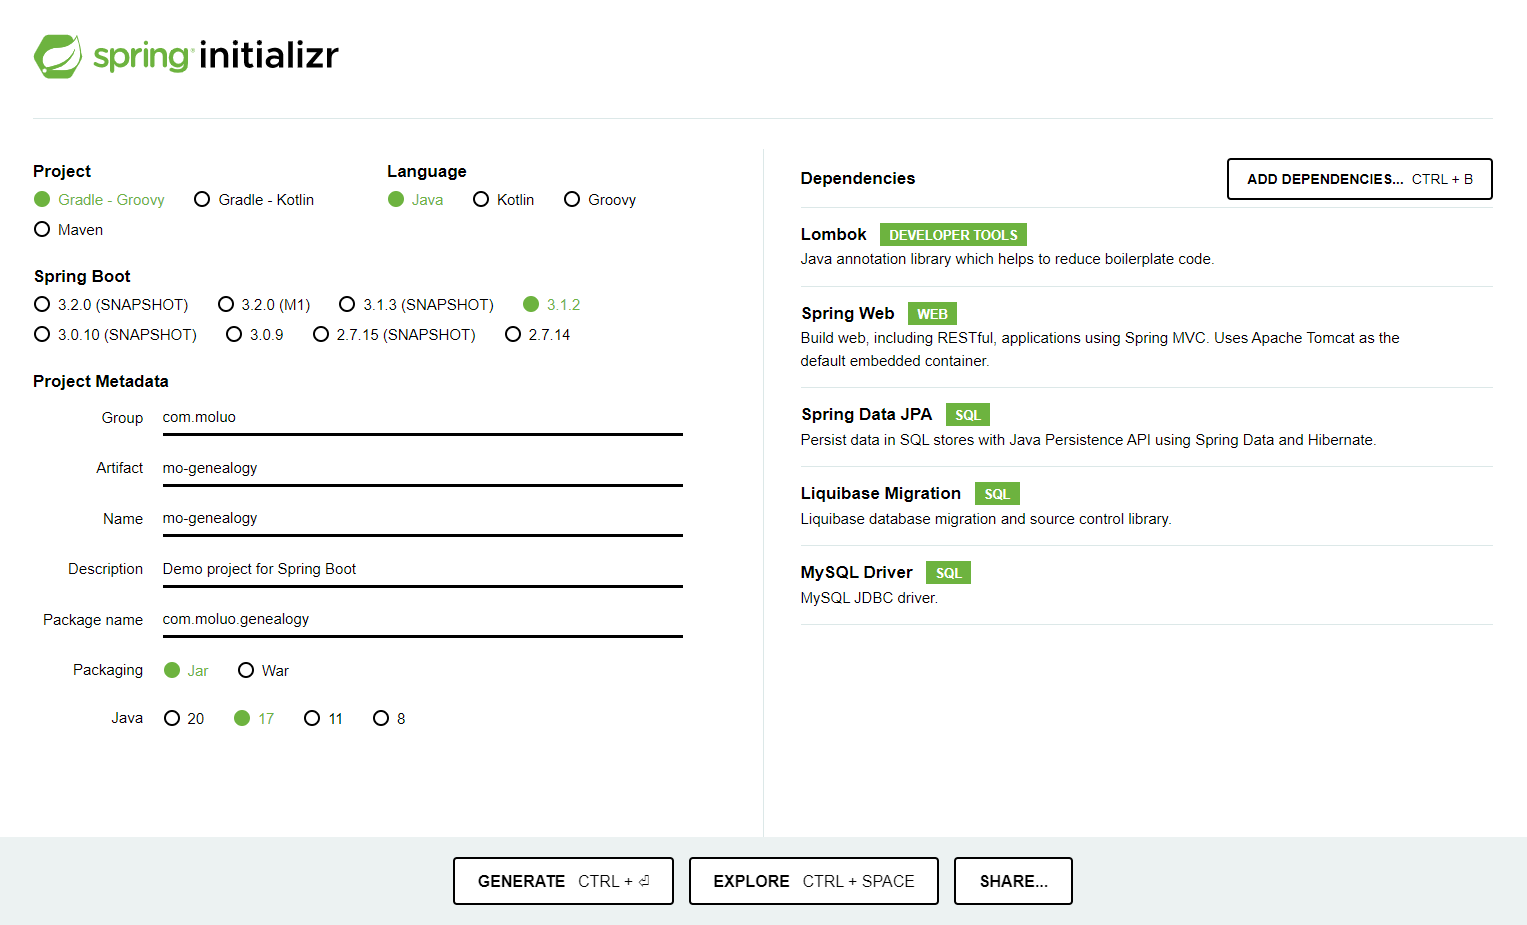 spring initializr
Project
Gradle - Groovy
Gradle - Kotlin
Maven
Language
Java
Kotlin
Groovy
Spring Boot
3.2.0 (SNAPSHOT)
3.2.0 (M1)
3.1.3 (SNAPSHOT)
3.1.2
3.0.10 (SNAPSHOT)
3.0.9
2.7.15 (SNAPSHOT)
2.7.14
Project Metadata
Group com.moluo
Artifact mo-genealogy
Name mo-genealogy
Description Demo project for Spring Boot
Package name com.moluo.genealogy
Packaging Jar War
Java 20 17 11 8
Dependencies
ADD DEPENDENCIES... CTRL + B
Lombok DEVELOPER TOOLS
Java annotation library which helps to reduce boilerplate code.
Spring Web WEB
Build web, including RESTful, applications using Spring MVC. Uses Apache Tomcat as the
default embedded container.
Spring Data JPA SQL
Persist data in SQL stores with Java Persistence API using Spring Data and Hibernate.
Liquibase Migration SQL
Liquibase database migration and source control library.
MySQL Driver SQL
MySQL JDBC driver.
GENERATE CTRL + ⏎
EXPLORE CTRL + SPACE
SHARE...